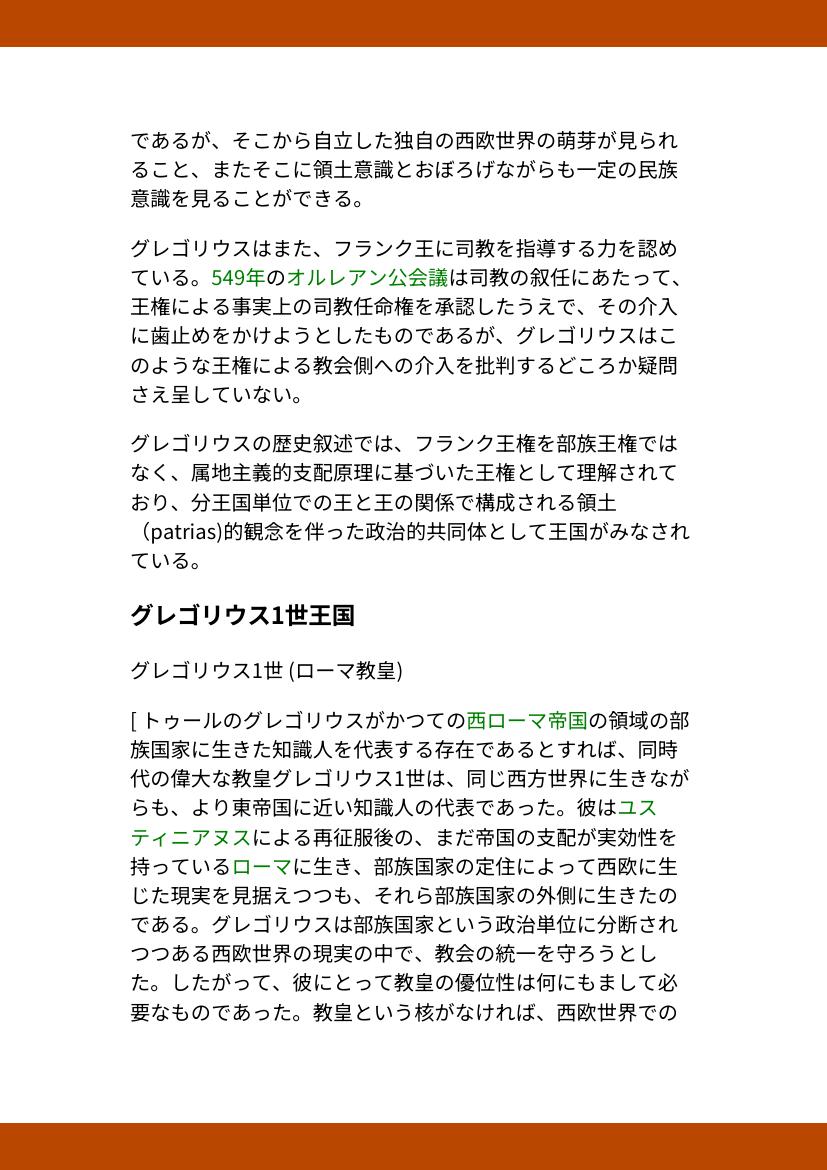 であるが、そこから自立した独自の西欧世界の萌芽が見られ
ること、またそこに領土意識とおぼろげながらも一定の民族
意識を見ることができる。
グレゴリウスはまた、フランク王に司教を指導する力を認め
ている。549年のオルレアン公会議は司教の叙任にあたって、
王権による事実上の司教任命権を承認したうえで、その介入
に歯止めをかけようとしたものであるが、グレゴリウスはこ
のような王権による教会側への介入を批判するどころか疑問
さえ呈していない。
グレゴリウスの歴史叙述では、フランク王権を部族王権では
なく、属地主義的支配原理に基づいた王権として理解されて
おり、分王国単位での王と王の関係で構成される領土
（patrias)的観念を伴った政治的共同体として王国がみなされ
ている。
グレゴリウス1世王国
グレゴリウス1世 (ローマ教皇)
[ トゥールのグレゴリウスがかつての西ローマ帝国の領域の部
族国家に生きた知識人を代表する存在であるとすれば、同時
代の偉大な教皇グレゴリウス1世は、同じ西方世界に生きなが
らも、より東帝国に近い知識人の代表であった。彼はユス
ティニアヌスによる再征服後の、まだ帝国の支配が実効性を
持っているローマに生き、部族国家の定住によって西欧に生
じた現実を見据えつつも、それら部族国家の外側に生きたの
である。グレゴリウスは部族国家という政治単位に分断され
つつある西欧世界の現実の中で、教会の統一を守ろうとし
た。したがって、彼にとって教皇の優位性は何にもまして必
要なものであった。教皇という核がなければ、西欧世界での